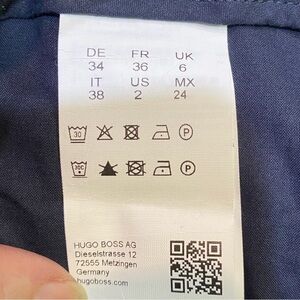 DE FR UK
34 36 6
IT US MX
38 2 24
30 P
30C P
HUGO BOSS AG
Dieselstrasse 12
72555 Metzingen
Germany
hugoboss.com